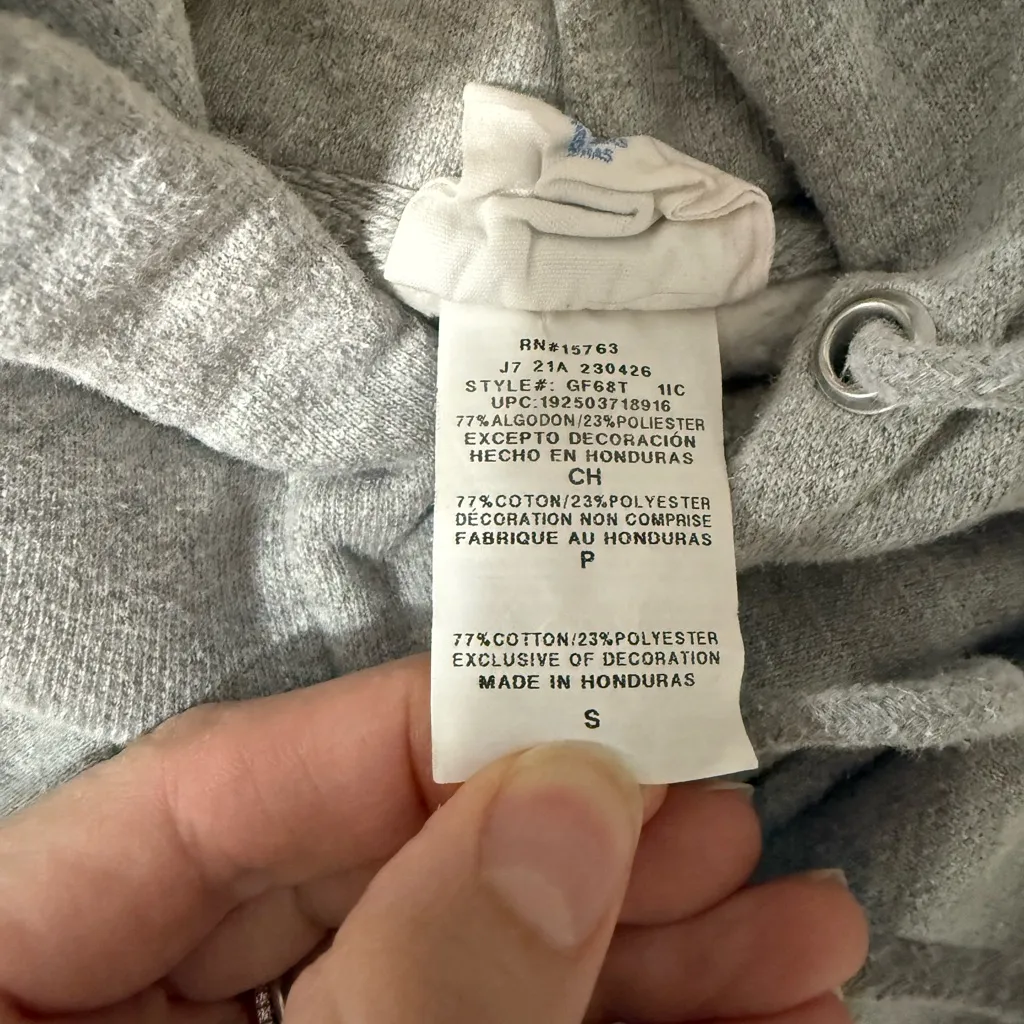 RN#15763
J7 21A 230426
STYLE#: GF68T 1IC
UPC:192503718916
77%ALGODON/23%POLIESTER
EXCEPTO DECORACIÓN
HECHO EN HONDURAS
CH
77%COTON/23%POLYESTER
DÉCORATION NON COMPRISE
FABRIQUE AU HONDURAS
P
77%COTTON/23%POLYESTER
EXCLUSIVE OF DECORATION
MADE IN HONDURAS
S